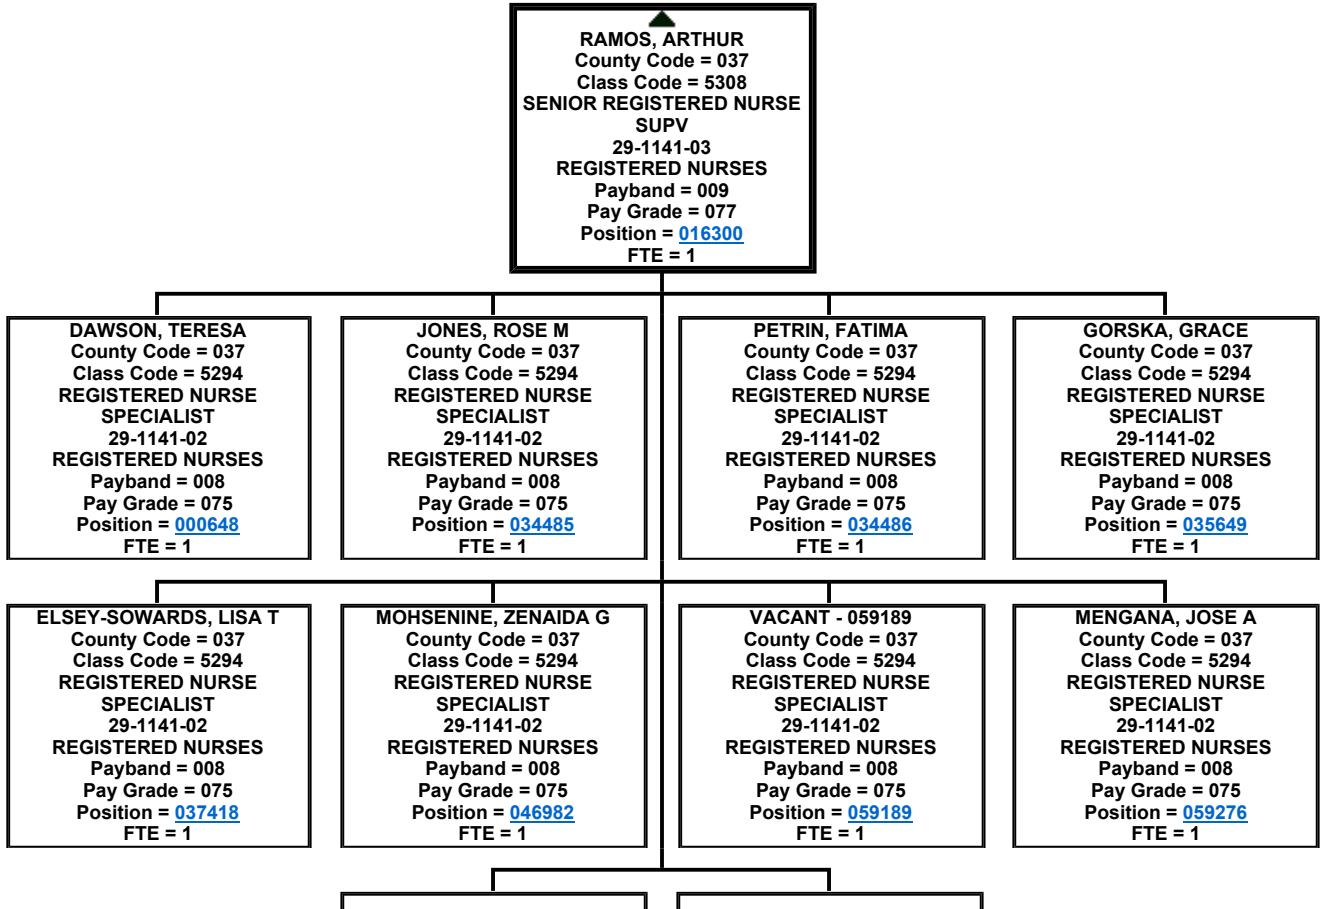 RAMOS, ARTHUR
County Code = 037
Class Code = 5308
SENIOR REGISTERED NURSE
SUPV
29-1141-03
REGISTERED NURSES
Payband = 009
Pay Grade = 077
Position = 016300
FTE = 1
DAWSON, TERESA
County Code = 037
Class Code = 5294
REGISTERED NURSE
SPECIALIST
29-1141-02
REGISTERED NURSES
Payband = 008
Pay Grade = 075
Position = 000648
FTE = 1
JONES, ROSE M
County Code = 037
Class Code = 5294
REGISTERED NURSE
SPECIALIST
29-1141-02
REGISTERED NURSES
Payband = 008
Pay Grade = 075
Position = 034485
FTE = 1
PETRIN, FATIMA
County Code = 037
Class Code = 5294
REGISTERED NURSE
SPECIALIST
29-1141-02
REGISTERED NURSES
Payband = 008
Pay Grade = 075
Position = 034486
FTE = 1
GORSKA, GRACE
County Code = 037
Class Code = 5294
REGISTERED NURSE
SPECIALIST
29-1141-02
REGISTERED NURSES
Payband = 008
Pay Grade = 075
Position = 035649
FTE = 1
ELSEY-SOWARDS, LISA T
County Code = 037
Class Code = 5294
REGISTERED NURSE
SPECIALIST
29-1141-02
REGISTERED NURSES
Payband = 008
Pay Grade = 075
Position = 037418
FTE = 1
MOHSENINE, ZENAIDA G
County Code = 037
Class Code = 5294
REGISTERED NURSE
SPECIALIST
29-1141-02
REGISTERED NURSES
Payband = 008
Pay Grade = 075
Position = 046982
FTE = 1
VACANT - 059189
County Code = 037
Class Code = 5294
REGISTERED NURSE
SPECIALIST
29-1141-02
REGISTERED NURSES
Payband = 008
Pay Grade = 075
Position = 059189
FTE = 1
MENGANA, JOSE A
County Code = 037
Class Code = 5294
REGISTERED NURSE
SPECIALIST
29-1141-02
REGISTERED NURSES
Payband = 008
Pay Grade = 075
Position = 059276
FTE = 1